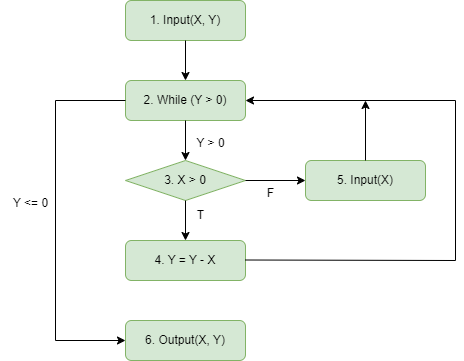 1. Input(X, Y)
2. While (Y > 0)
Y > 0
3. X > 0
F
5. Input(X)
Y <= 0
T
4. Y = Y - X
6. Output(X, Y)